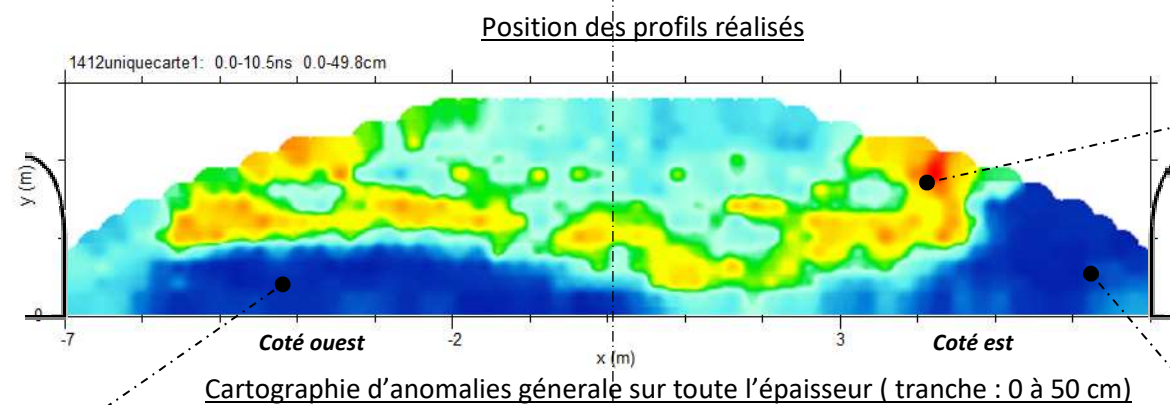 Position des profils réalisés
1412uniquecarte1: 0.0-10.5ns 0.0-49.8cm
y (m)
0
-7 -2 3
Coté ouest Coté est
x (m)
Cartographie d'anomalies génerale sur toute l'épaisseur ( tranche : 0 à 50 cm)